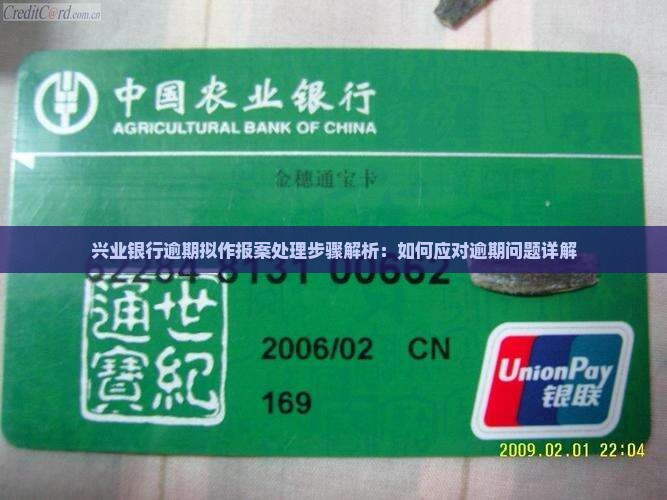 CreditCard.com.cn
中国农业银行
AGRICULTURAL BANK OF CHINA
金穗通宝卡
兴业银行逾期拟作报案处理步骤解析：如何应对逾期问题详解
世紀
通寶
2006/02 CN
169
UnionPay
银联
2009.02.01 22:04